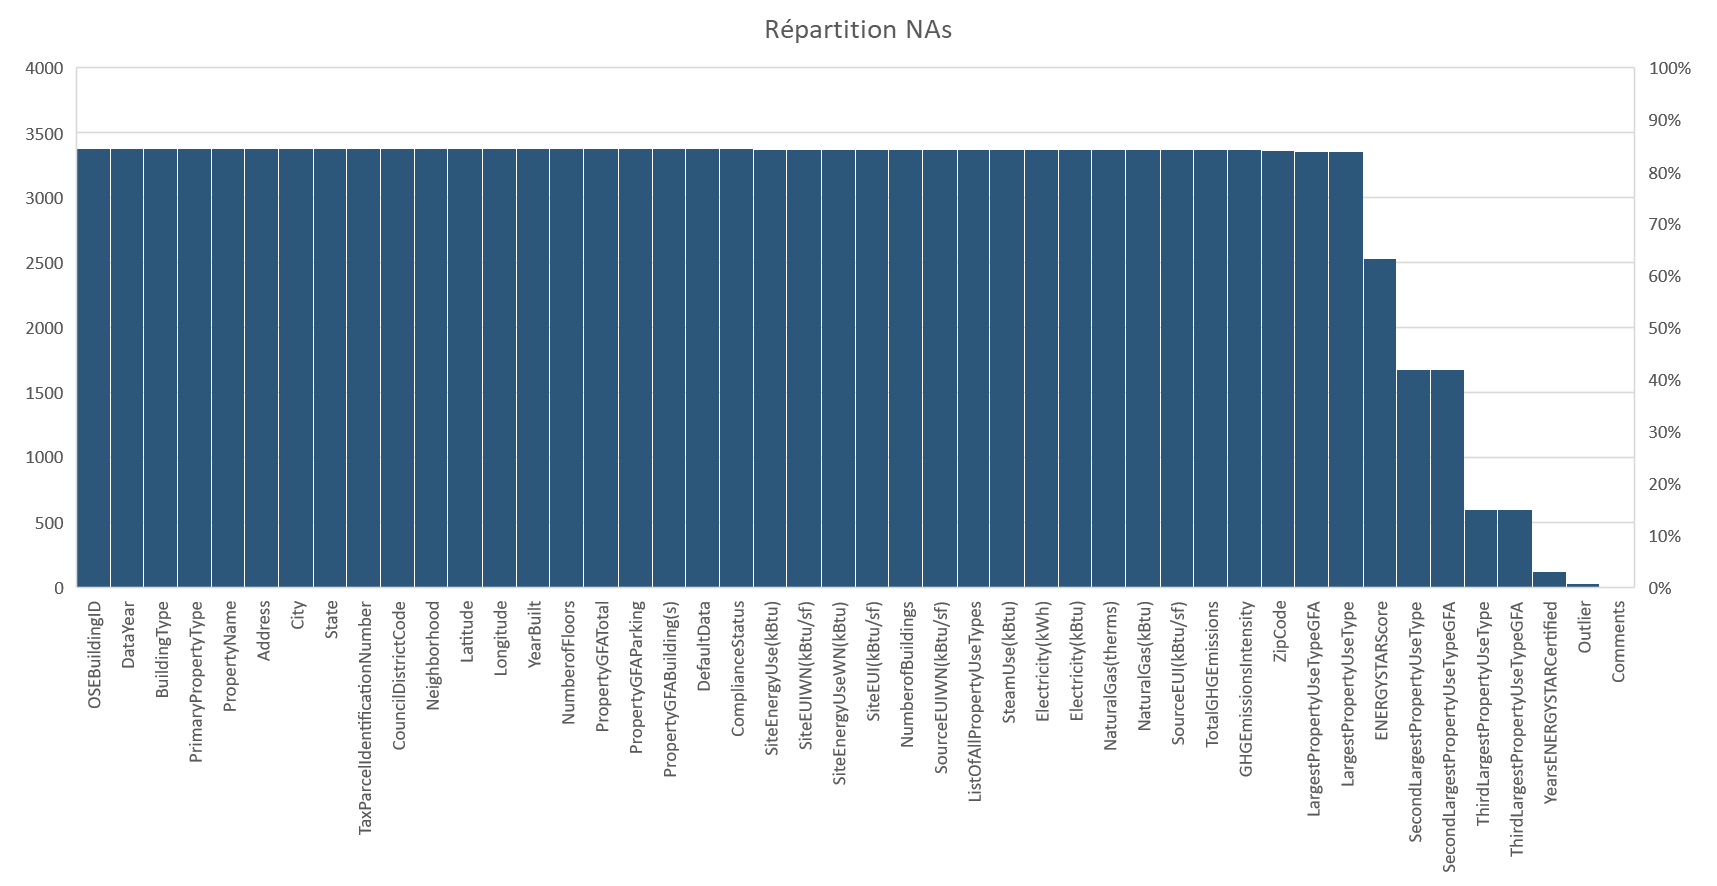 Répartition NAs
4000
3500
3000
2500
2000
1500
1000
500
0
100%
90%
80%
70%
60%
50%
40%
30%
20%
10%
0%
OSEBuildingID
DataYear
BuildingType
PrimaryPropertyType
PropertyName
Address
City
State
TaxParcelIdentificationNumber
CouncilDistrictCode
Neighborhood
Latitude
Longitude
YearBuilt
NumberofFloors
PropertyGFATotal
PropertyGFAParking
PropertyGFABuilding(s)
DefaultData
ComplianceStatus
SiteEnergyUse(kBtu)
SiteEUIWN(kBtu/sf)
SiteEnergyUseWN(kBtu)
SiteEUI(kBtu/sf)
NumberofBuildings
SourceEUIWN(kBtu/sf)
ListOfAllPropertyUseTypes
SteamUse(kBtu)
Electricity(kWh)
Electricity(kBtu)
NaturalGas(therms)
NaturalGas(kBtu)
SourceEUI(kBtu/sf)
TotalGHGEmissions
GHGEmissionsIntensity
ZipCode
LargestPropertyUseTypeGFA
LargestPropertyUseType
ENERGYSTARScore
SecondLargestPropertyUseType
SecondLargestPropertyUseTypeGFA
ThirdLargestPropertyUseType
ThirdLargestPropertyUseTypeGFA
YearsENERGYSTARCertified
Outlier
Comments